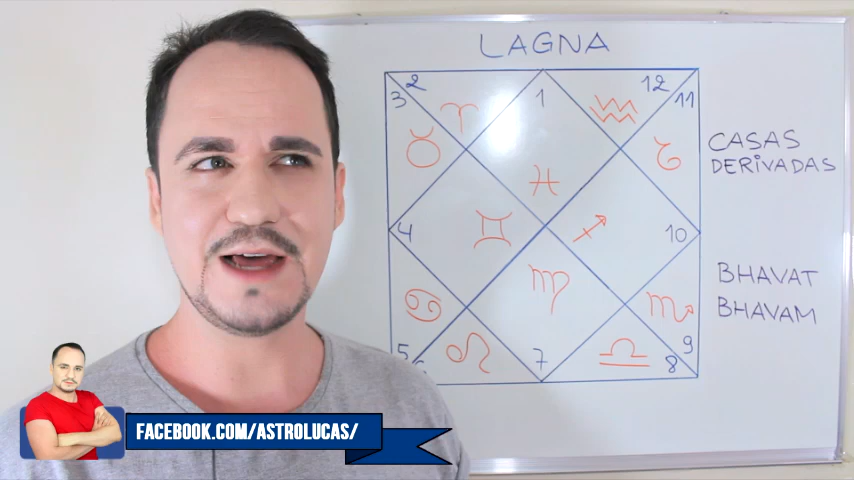 LAGNA
2
3
1
12
11
CASAS
DERIVADAS
4
10
BHAVAT
BHAVAM
5
7
9
8
FACEBOOK.COM/ASTROLUCAS/